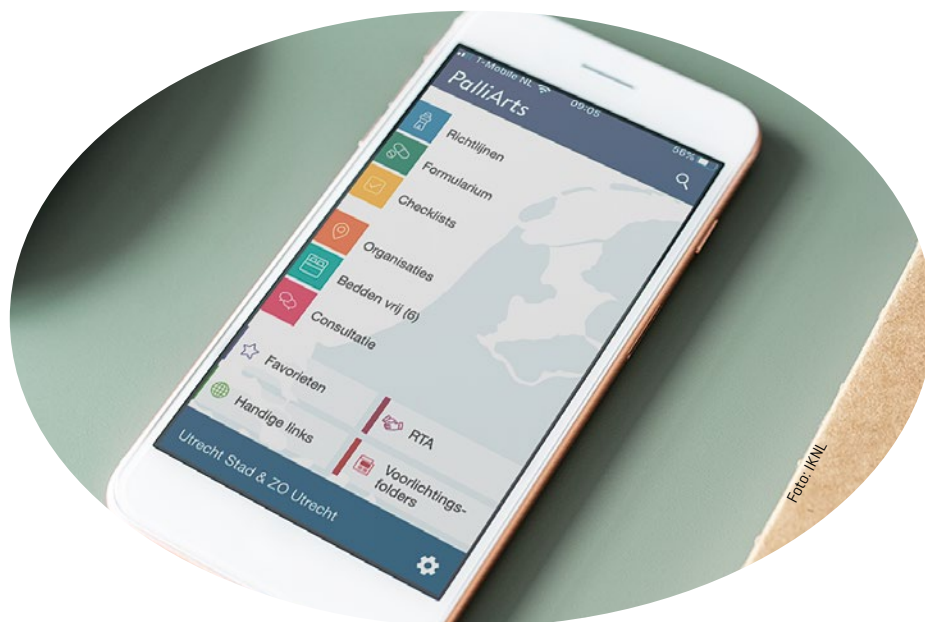 T-Mobile NL
09:05
56%
PalliArts
Richtlijnen
Formularium
Checklists
Organisaties
Bedden vrij (6)
Consultatie
Favorieten
Handige links
RTA
Voorlichtings-
folders
Utrecht Stad & ZO Utrecht
Foto: IKNL